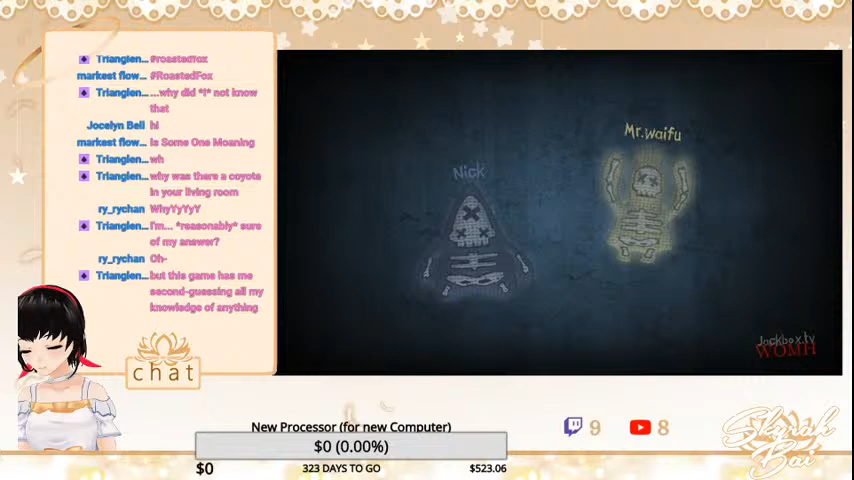 Trianglen... #roastedfox
markest flow... #RoastedFox
Trianglen... ...why did *I* not know
that
Jocelyn Bell hi
markest flow... Is Some One Moaning
Trianglen... wh
Trianglen... why was there a coyote
in your living room
ry_rychan WhyYyYyY
Trianglen... I'm... *reasonably* sure
of my answer?
ry_rychan Oh-
Trianglen... but this game has me
second-guessing all my
knowledge of anything
chat
Nick
Mr.waifu
Jackbox.tv
WOMH
New Processor (for new Computer)
$0 (0.00%)
$0
323 DAYS TO GO
$523.06
9
8
Skyrah
Bai